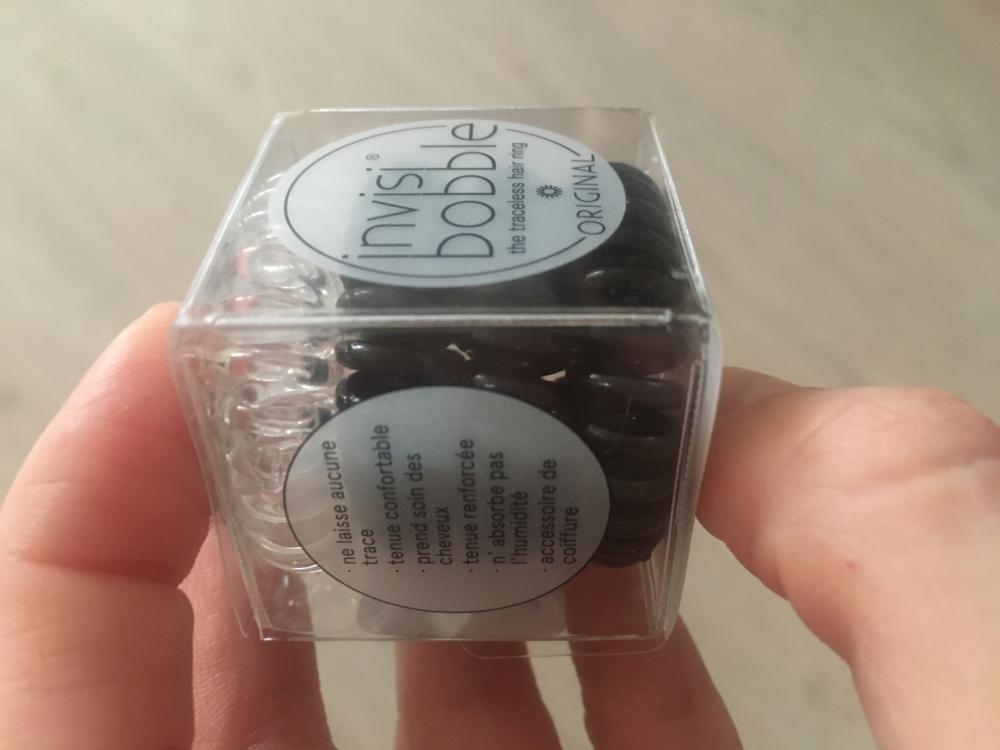 invisi®
bobble
the traceless hair ring
ORIGINAL
· ne laisse aucune
trace
· tenue confortable
· prend soin des
cheveux
· tenue renforcée
· n' absorbe pas
l'humidité
· accessoire de
coiffure